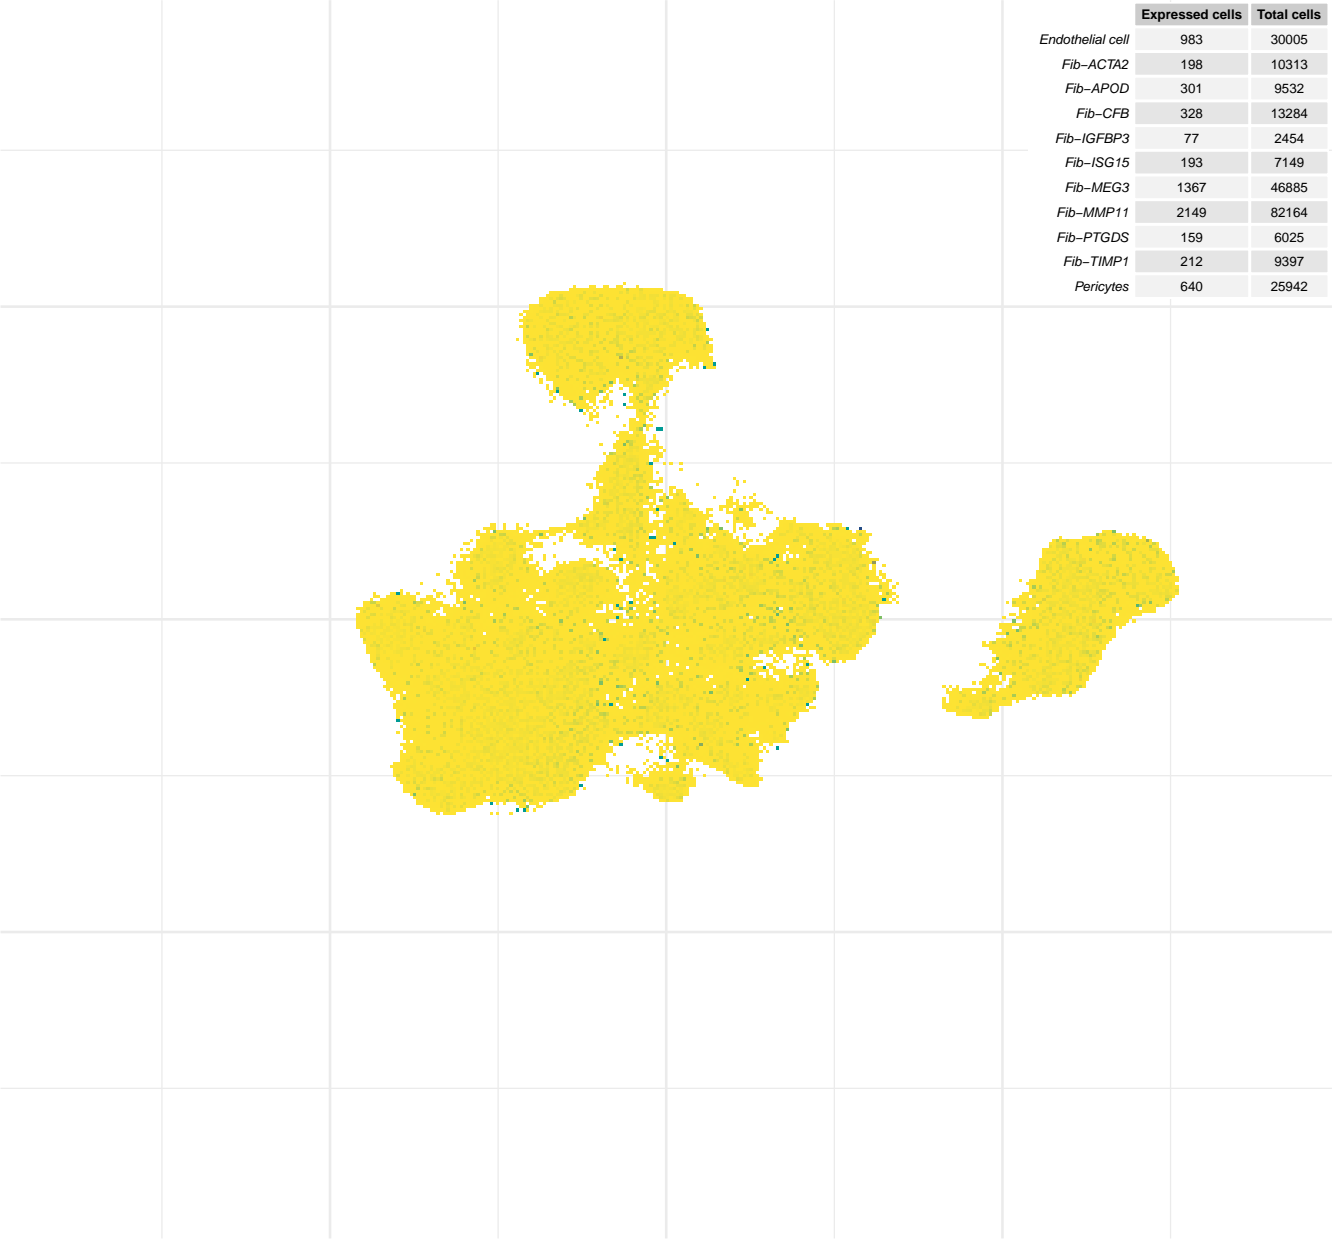 Expressed cells Total cells
Endothelial cell 983 30005
Fib−ACTA2 198 10313
Fib−APOD 301 9532
Fib−CFB 328 13284
Fib−IGFBP3 77 2454
Fib−ISG15 193 7149
Fib−MEG3 1367 46885
Fib−MMP11 2149 82164
Fib−PTGDS 159 6025
Fib−TIMP1 212 9397
Pericytes 640 25942